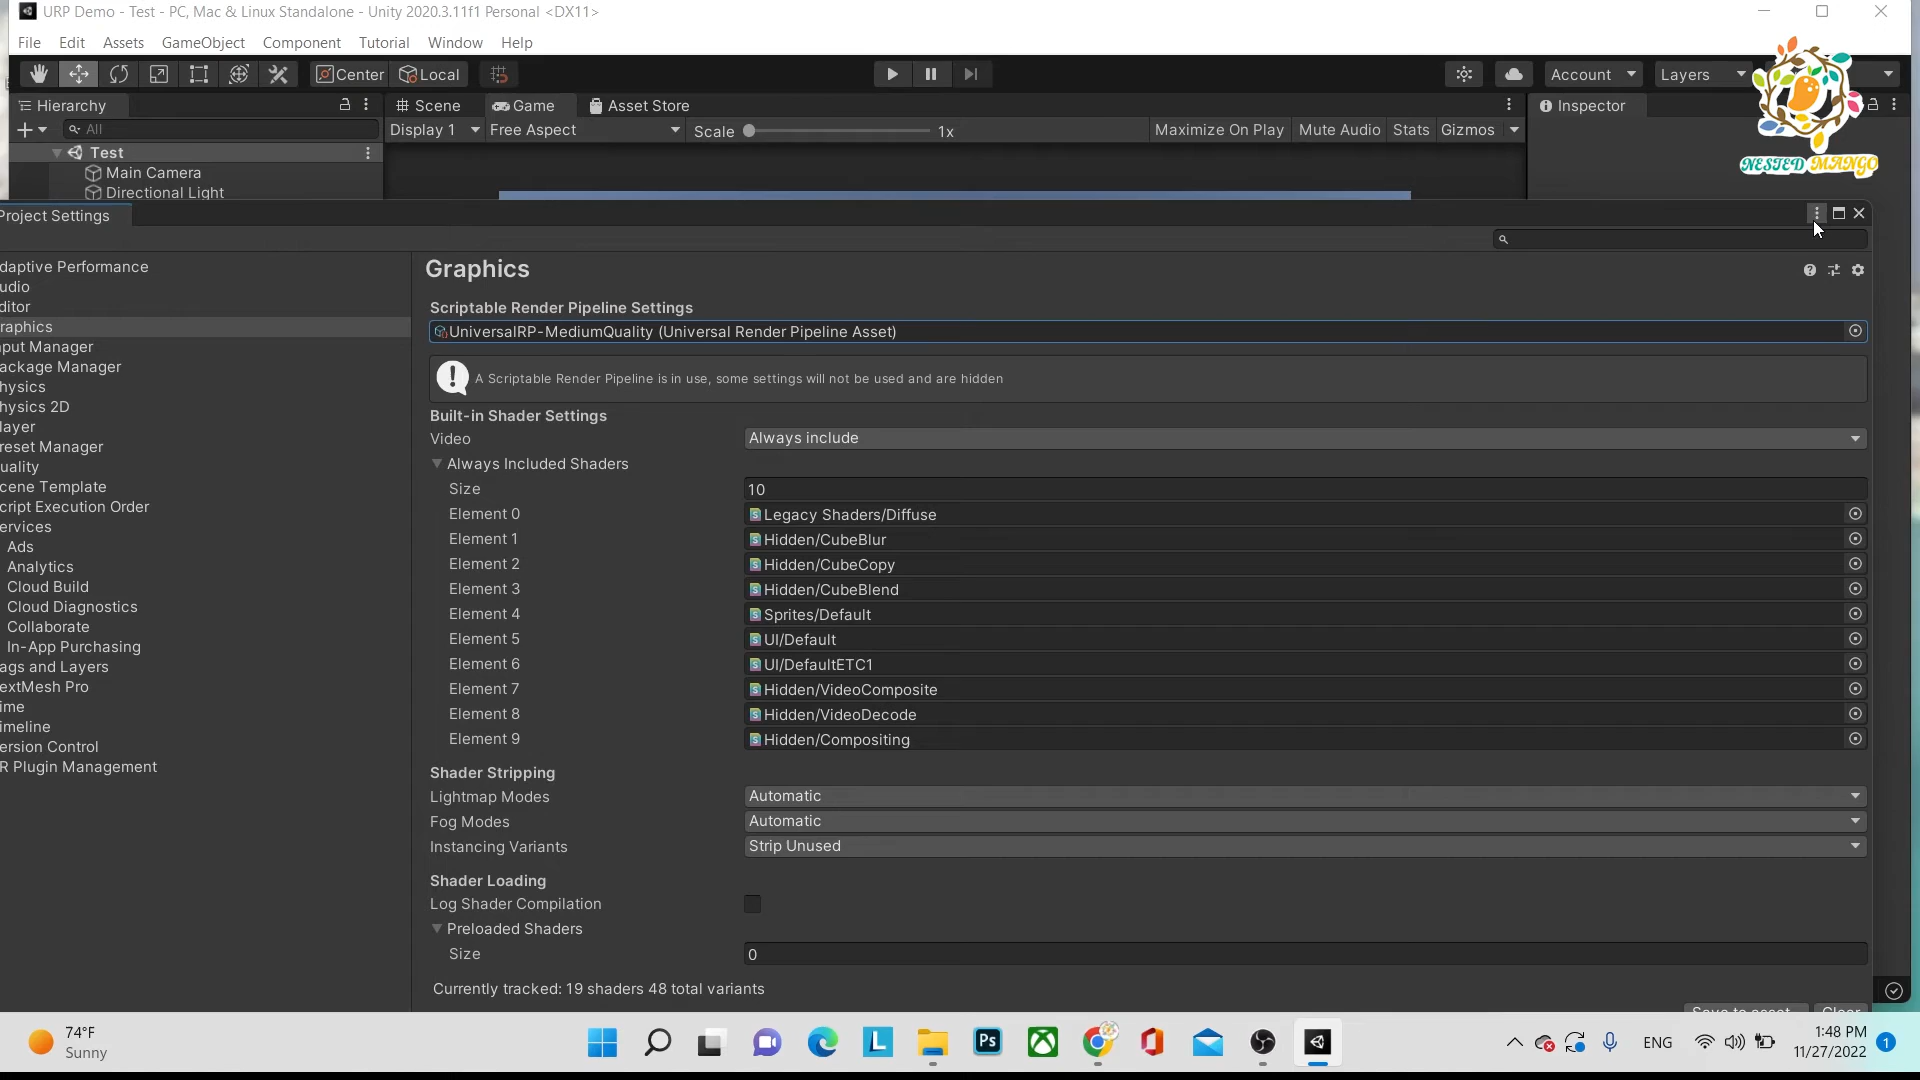 URP Demo - Test - PC, Mac & Linux Standalone - Unity 2020.3.11f1 Personal <DX11>
File Edit Assets GameObject Component Tutorial Window Help
Center Local Account Layers
Hierarchy Scene Game Asset Store Inspector
All Display 1 Free Aspect Scale 1x Maximize On Play Mute Audio Stats Gizmos
NESTED MANGO
Test
Main Camera
Directional Light
Project Settings
daptive Performance
udio
ditor
raphics
nput Manager
ackage Manager
hysics
hysics 2D
layer
reset Manager
uality
cene Template
cript Execution Order
ervices
Ads
Analytics
Cloud Build
Cloud Diagnostics
Collaborate
In-App Purchasing
ags and Layers
extMesh Pro
ime
imeline
ersion Control
R Plugin Management
Graphics
Scriptable Render Pipeline Settings
UniversalRP-MediumQuality (Universal Render Pipeline Asset)
A Scriptable Render Pipeline is in use, some settings will not be used and are hidden
Built-in Shader Settings
Video Always include
Always Included Shaders
Size 10
Element 0 Legacy Shaders/Diffuse
Element 1 Hidden/CubeBlur
Element 2 Hidden/CubeCopy
Element 3 Hidden/CubeBlend
Element 4 Sprites/Default
Element 5 UI/Default
Element 6 UI/DefaultETC1
Element 7 Hidden/VideoComposite
Element 8 Hidden/VideoDecode
Element 9 Hidden/Compositing
Shader Stripping
Lightmap Modes Automatic
Fog Modes Automatic
Instancing Variants Strip Unused
Shader Loading
Log Shader Compilation
Preloaded Shaders
Size 0
Currently tracked: 19 shaders 48 total variants
Save to asset... Clear
74°F
Sunny
L Ps ENG
1:48 PM
11/27/2022
1